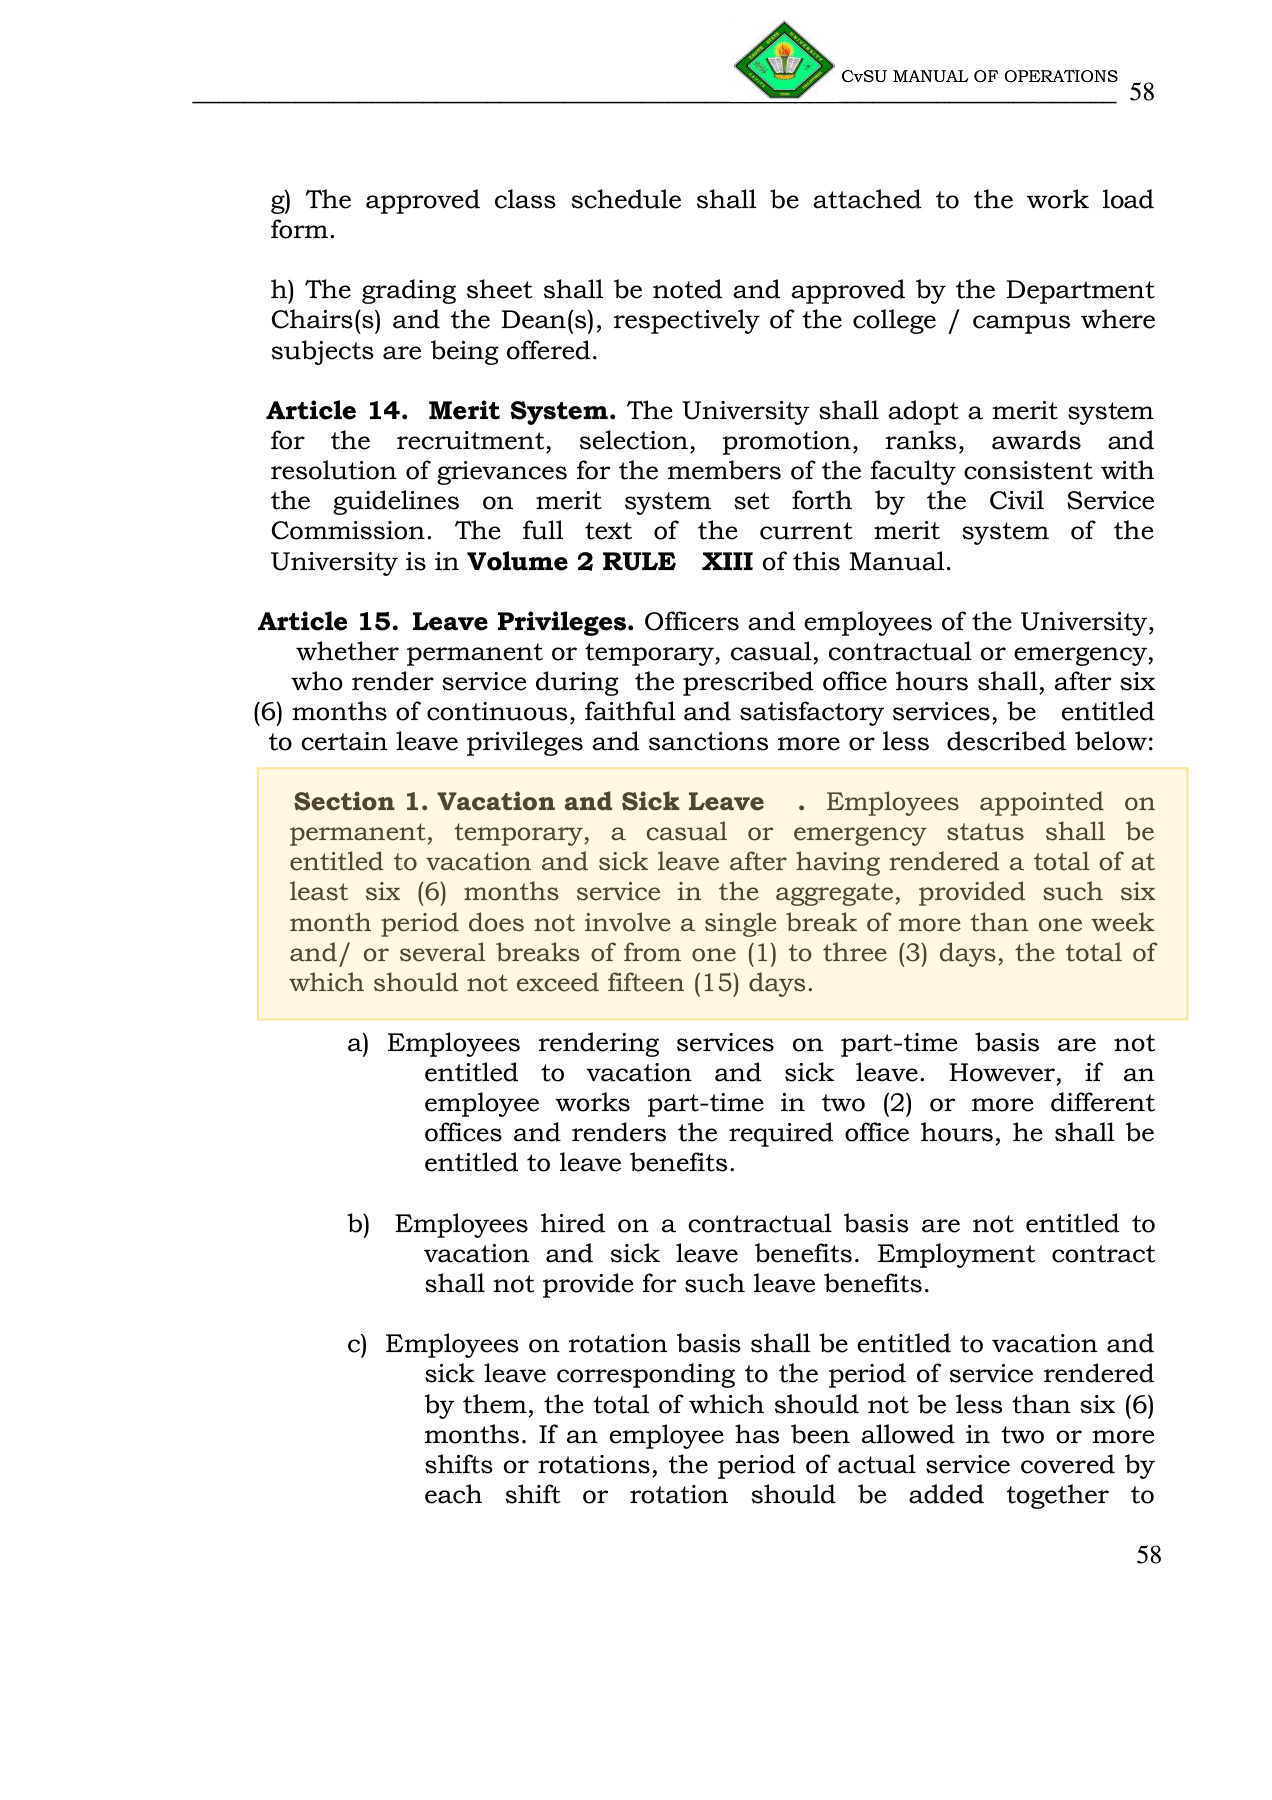 CvSU MANUAL OF OPERATIONS
58
g) The approved class schedule shall be attached to the work load
form.
h) The grading sheet shall be noted and approved by the Department
Chairs(s) and the Dean(s), respectively of the college / campus where
subjects are being offered.
Article 14. Merit System. The University shall adopt a merit system
for the recruitment, selection, promotion, ranks, awards and
resolution of grievances for the members of the faculty consistent with
the guidelines on merit system set forth by the Civil Service
Commission. The full text of the current merit system of the
University is in Volume 2 RULE XIII of this Manual.
Article 15. Leave Privileges. Officers and employees of the University,
whether permanent or temporary, casual, contractual or emergency,
who render service during the prescribed office hours shall, after six
(6) months of continuous, faithful and satisfactory services, be entitled
to certain leave privileges and sanctions more or less described below:
Section 1. Vacation and Sick Leave . Employees appointed on
permanent, temporary, a casual or emergency status shall be
entitled to vacation and sick leave after having rendered a total of at
least six (6) months service in the aggregate, provided such six
month period does not involve a single break of more than one week
and/ or several breaks of from one (1) to three (3) days, the total of
which should not exceed fifteen (15) days.
a) Employees rendering services on part-time basis are not
entitled to vacation and sick leave. However, if an
employee works part-time in two (2) or more different
offices and renders the required office hours, he shall be
entitled to leave benefits.
b) Employees hired on a contractual basis are not entitled to
vacation and sick leave benefits. Employment contract
shall not provide for such leave benefits.
c) Employees on rotation basis shall be entitled to vacation and
sick leave corresponding to the period of service rendered
by them, the total of which should not be less than six (6)
months. If an employee has been allowed in two or more
shifts or rotations, the period of actual service covered by
each shift or rotation should be added together to
58